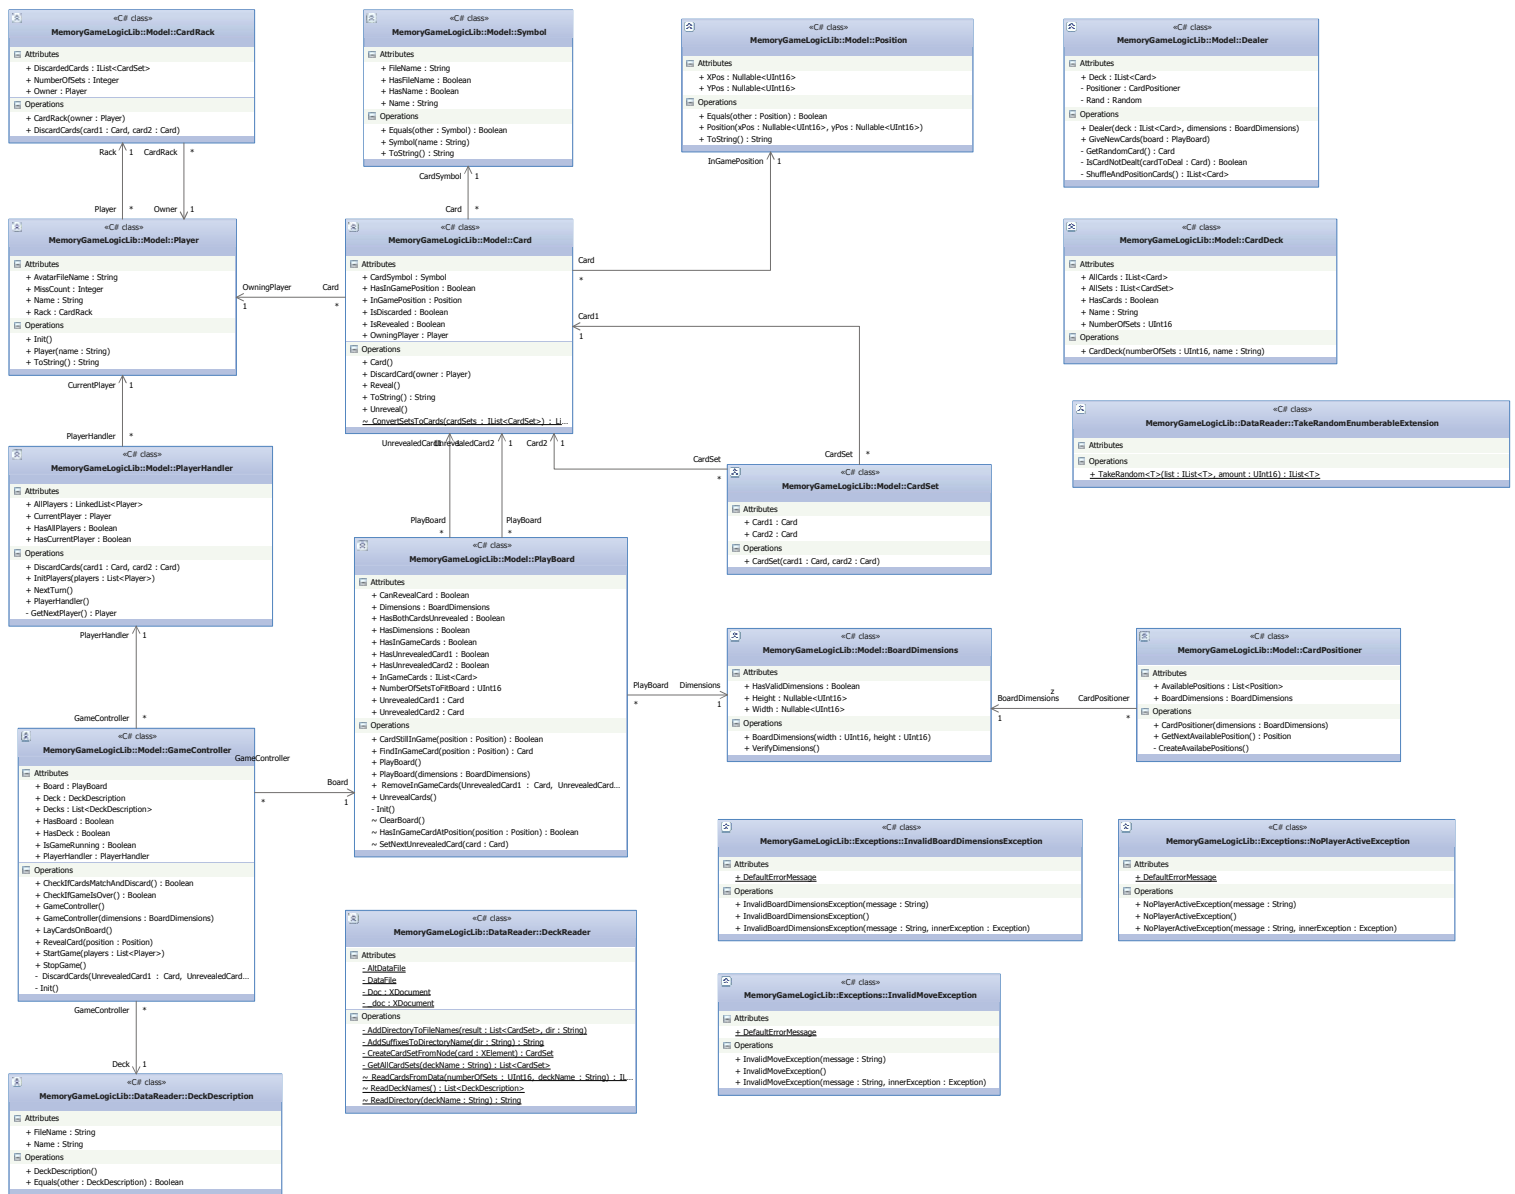 «C# class»
MemoryGameLogicLib::Model::CardRack
Attributes
+ DiscardedCards : IList<CardSet>
+ NumberOfSets : Integer
+ Owner : Player
Operations
+ CardRack(owner : Player)
+ DiscardCards(card1 : Card, card2 : Card)
«C# class»
MemoryGameLogicLib::Model::Symbol
Attributes
+ FileName : String
+ HasFileName : Boolean
+ HasName : Boolean
+ Name : String
Operations
+ Equals(other : Symbol) : Boolean
+ Symbol(name : String)
+ ToString() : String
«C# class»
MemoryGameLogicLib::Model::Position
Attributes
+ XPos : Nullable<UInt16>
+ YPos : Nullable<UInt16>
Operations
+ Equals(other : Position) : Boolean
+ Position(xPos : Nullable<UInt16>, yPos : Nullable<UInt16>)
+ ToString() : String
«C# class»
MemoryGameLogicLib::Model::Dealer
Attributes
+ Deck : IList<Card>
- Positioner : CardPositioner
- Rand : Random
Operations
+ Dealer(deck : IList<Card>, dimensions : BoardDimensions)
+ GiveNewCards(board : PlayBoard)
- GetRandomCard() : Card
- IsCardNotDealt(cardToDeal : Card) : Boolean
- ShuffleAndPositionCards() : IList<Card>
Rack 1 CardRack *
Player * Owner 1
CardSymbol 1
Card *
InGamePosition 1
Card
*
«C# class»
MemoryGameLogicLib::Model::Player
Attributes
+ AvatarFileName : String
+ MissCount : Integer
+ Name : String
+ Rack : CardRack
Operations
+ Init()
+ Player(name : String)
+ ToString() : String
OwningPlayer Card
1 *
«C# class»
MemoryGameLogicLib::Model::Card
Attributes
+ CardSymbol : Symbol
+ HasInGamePosition : Boolean
+ InGamePosition : Position
+ IsDiscarded : Boolean
+ IsRevealed : Boolean
+ OwningPlayer : Player
Operations
+ Card()
+ DiscardCard(owner : Player)
+ Reveal()
+ ToString() : String
+ Unreveal()
~ ConvertSetsToCards(cardSets : IList<CardSet>) : Li...
Card1
1
«C# class»
MemoryGameLogicLib::Model::CardDeck
Attributes
+ AllCards : IList<Card>
+ AllSets : IList<CardSet>
+ HasCards : Boolean
+ Name : String
+ NumberOfSets : UInt16
Operations
+ CardDeck(numberOfSets : UInt16, name : String)
«C# class»
MemoryGameLogicLib::DataReader::TakeRandomEnumberableExtension
Attributes
Operations
+ TakeRandom<T>(list : IList<T>, amount : UInt16) : IList<T>
CurrentPlayer 1
PlayerHandler *
UnrevealedCard1 1
UnrevealedCard2 1
Card2 1
CardSet
*
CardSet *
PlayBoard
*
PlayBoard
*
«C# class»
MemoryGameLogicLib::Model::PlayerHandler
Attributes
+ AllPlayers : LinkedList<Player>
+ CurrentPlayer : Player
+ HasAllPlayers : Boolean
+ HasCurrentPlayer : Boolean
Operations
+ DiscardCards(card1 : Card, card2 : Card)
+ InitPlayers(players : List<Player>)
+ NextTurn()
+ PlayerHandler()
- GetNextPlayer() : Player
«C# class»
MemoryGameLogicLib::Model::CardSet
Attributes
+ Card1 : Card
+ Card2 : Card
Operations
+ CardSet(card1 : Card, card2 : Card)
«C# class»
MemoryGameLogicLib::Model::PlayBoard
Attributes
+ CanRevealCard : Boolean
+ Dimensions : BoardDimensions
+ HasBothCardsUnrevealed : Boolean
+ HasDimensions : Boolean
+ HasInGameCards : Boolean
+ HasUnrevealedCard1 : Boolean
+ HasUnrevealedCard2 : Boolean
+ InGameCards : IList<Card>
+ NumberOfSetsToFitBoard : UInt16
+ UnrevealedCard1 : Card
+ UnrevealedCard2 : Card
Operations
+ CardStillInGame(position : Position) : Boolean
+ FindInGameCard(position : Position) : Card
+ PlayBoard()
+ PlayBoard(dimensions : BoardDimensions)
+ RemoveInGameCards(UnrevealedCard1 : Card, UnrevealedCard...
+ UnrevealCards()
- Init()
~ ClearBoard()
~ HasInGameCardAtPosition(position : Position) : Boolean
~ SetNextUnrevealedCard(card : Card)
PlayBoard Dimensions
* 1
«C# class»
MemoryGameLogicLib::Model::BoardDimensions
Attributes
+ HasValidDimensions : Boolean
+ Height : Nullable<UInt16>
+ Width : Nullable<UInt16>
Operations
+ BoardDimensions(width : UInt16, height : UInt16)
+ VerifyDimensions()
z
BoardDimensions CardPositioner
1 *
«C# class»
MemoryGameLogicLib::Model::CardPositioner
Attributes
+ AvailablePositions : List<Position>
+ BoardDimensions : BoardDimensions
Operations
+ CardPositioner(dimensions : BoardDimensions)
+ GetNextAvailablePosition() : Position
- CreateAvailabePositions()
PlayerHandler 1
GameController *
«C# class»
MemoryGameLogicLib::Model::GameController
Attributes
+ Board : PlayBoard
+ Deck : DeckDescription
+ Decks : List<DeckDescription>
+ HasBoard : Boolean
+ HasDeck : Boolean
+ IsGameRunning : Boolean
+ PlayerHandler : PlayerHandler
Operations
+ CheckIfCardsMatchAndDiscard() : Boolean
+ CheckIfGameIsOver() : Boolean
+ GameController()
+ GameController(dimensions : BoardDimensions)
+ LayCardsOnBoard()
+ RevealCard(position : Position)
+ StartGame(players : List<Player>)
+ StopGame()
- DiscardCards(UnrevealedCard1 : Card, UnrevealedCard...
- Init()
GameController
Board
* 1
GameController *
Deck 1
«C# class»
MemoryGameLogicLib::DataReader::DeckDescription
Attributes
+ FileName : String
+ Name : String
Operations
+ DeckDescription()
+ Equals(other : DeckDescription) : Boolean
«C# class»
MemoryGameLogicLib::DataReader::DeckReader
Attributes
- AltDataFile
- DataFile
- Doc : XDocument
- _doc : XDocument
Operations
- AddDirectoryToFileNames(result : List<CardSet>, dir : String)
- AddSuffixesToDirectoryName(dir : String) : String
- CreateCardSetFromNode(card : XElement) : CardSet
- GetAllCardSets(deckName : String) : List<CardSet>
~ ReadCardsFromData(numberOfSets : UInt16, deckName : String) : IL...
~ ReadDeckNames() : List<DeckDescription>
~ ReadDirectory(deckName : String) : String
«C# class»
MemoryGameLogicLib::Exceptions::InvalidBoardDimensionsException
Attributes
+ DefaultErrorMessage
Operations
+ InvalidBoardDimensionsException(message : String)
+ InvalidBoardDimensionsException()
+ InvalidBoardDimensionsException(message : String, innerException : Exception)
«C# class»
MemoryGameLogicLib::Exceptions::NoPlayerActiveException
Attributes
+ DefaultErrorMessage
Operations
+ NoPlayerActiveException(message : String)
+ NoPlayerActiveException()
+ NoPlayerActiveException(message : String, innerException : Exception)
«C# class»
MemoryGameLogicLib::Exceptions::InvalidMoveException
Attributes
+ DefaultErrorMessage
Operations
+ InvalidMoveException(message : String)
+ InvalidMoveException()
+ InvalidMoveException(message : String, innerException : Exception)